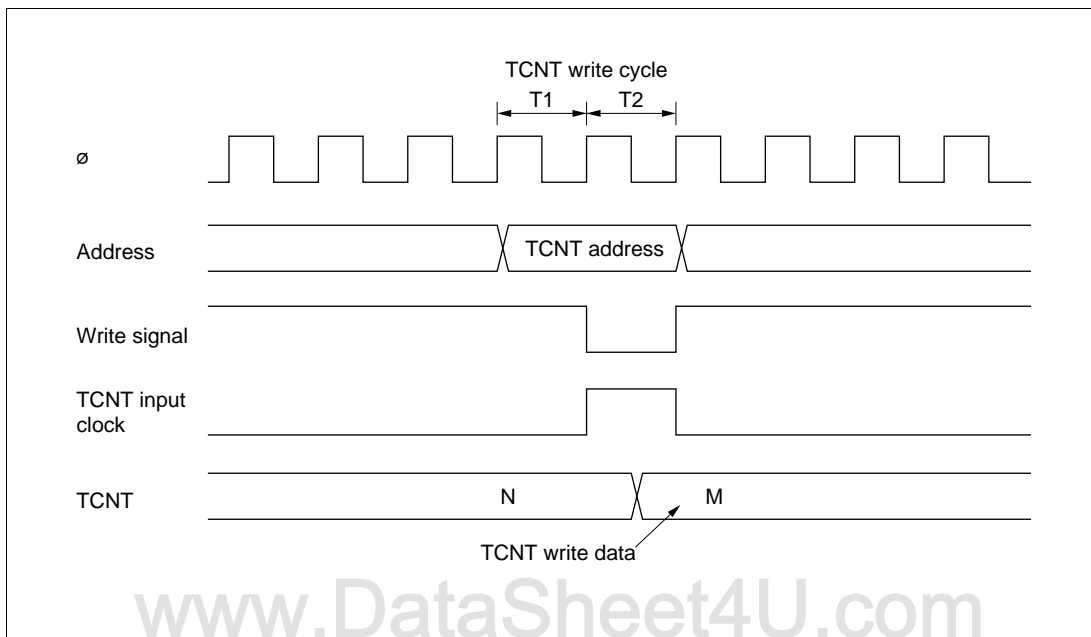 TCNT write cycle
T1 T2
ø
Address
TCNT address
Write signal
TCNT input
clock
TCNT
N
M
TCNT write data
www.DataSheet4U.com